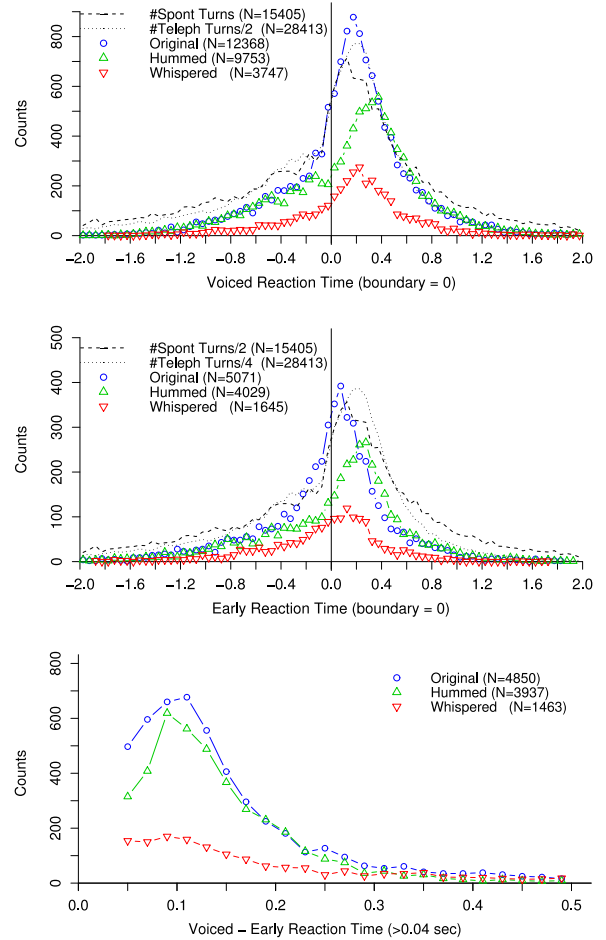 #Spont Turns (N=15405)
#Teleph Turns/2 (N=28413)
Original (N=12368)
Hummed (N=9753)
Whispered (N=3747)
Counts
0 200 400 600 800
−2.0 −1.6 −1.2 −0.8 −0.4 0.0 0.4 0.8 1.2 1.6 2.0
Voiced Reaction Time (boundary = 0)
#Spont Turns/2 (N=15405)
#Teleph Turns/4 (N=28413)
Original (N=5071)
Hummed (N=4029)
Whispered (N=1645)
Counts
0 100 200 300 400 500
−2.0 −1.6 −1.2 −0.8 −0.4 0.0 0.4 0.8 1.2 1.6 2.0
Early Reaction Time (boundary = 0)
Original (N=4850)
Hummed (N=3937)
Whispered (N=1463)
Counts
0 200 400 600 800
0.0 0.1 0.2 0.3 0.4 0.5
Voiced − Early Reaction Time (>0.04 sec)